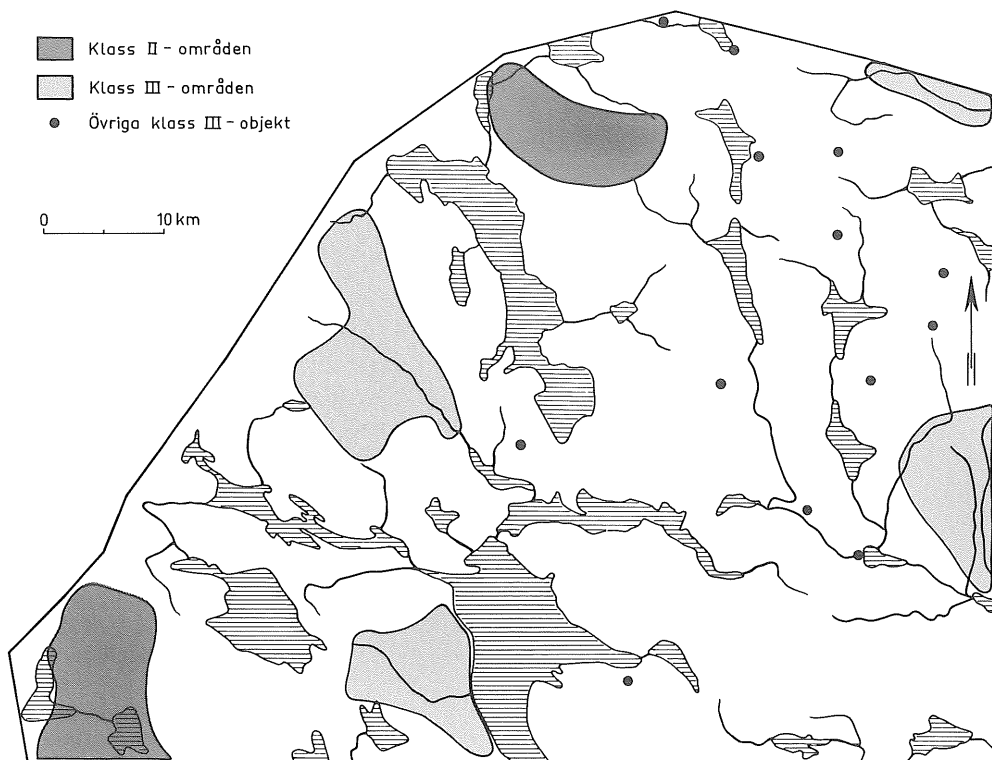 Klass II - områden
Klass III - områden
Övriga klass III - objekt
0 10 km